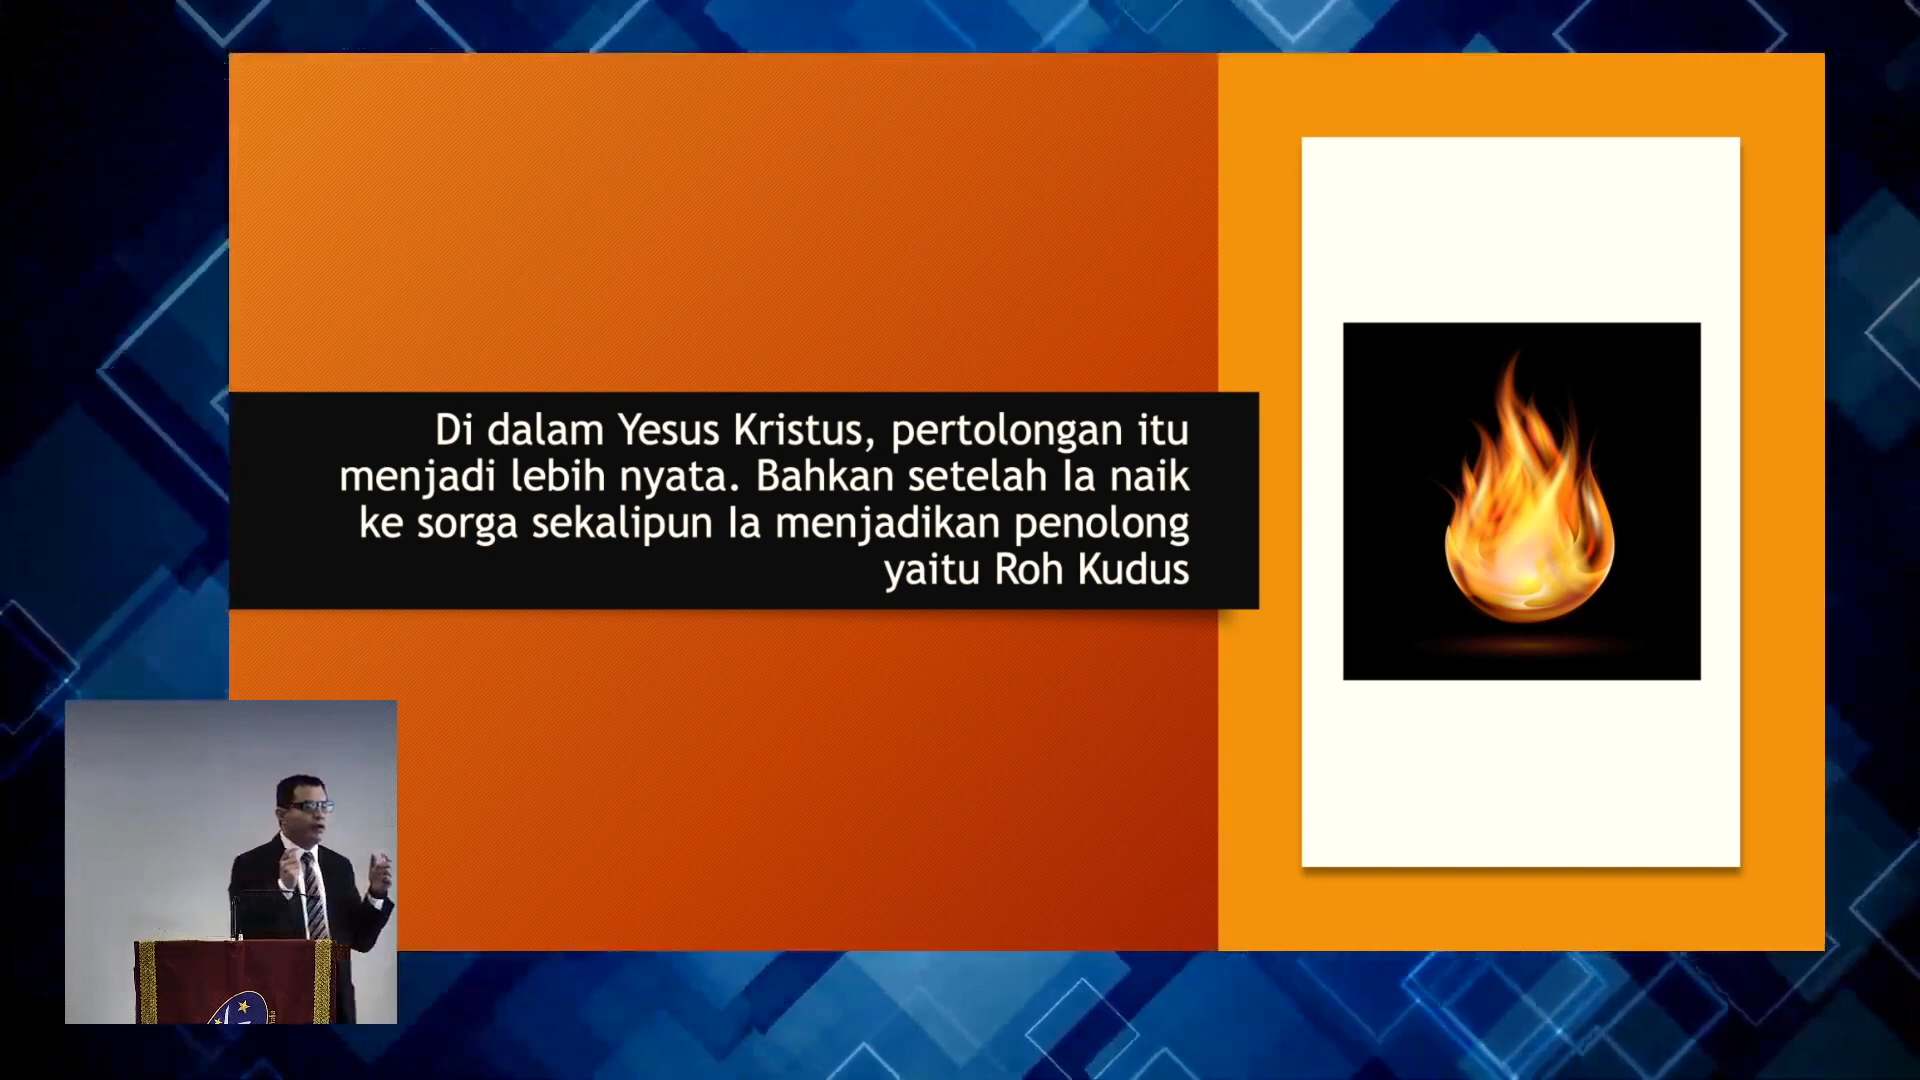 Di dalam Yesus Kristus, pertolongan itu
menjadi lebih nyata. Bahkan setelah Ia naik
ke sorga sekalipun Ia menjadikan penolong
yaitu Roh Kudus